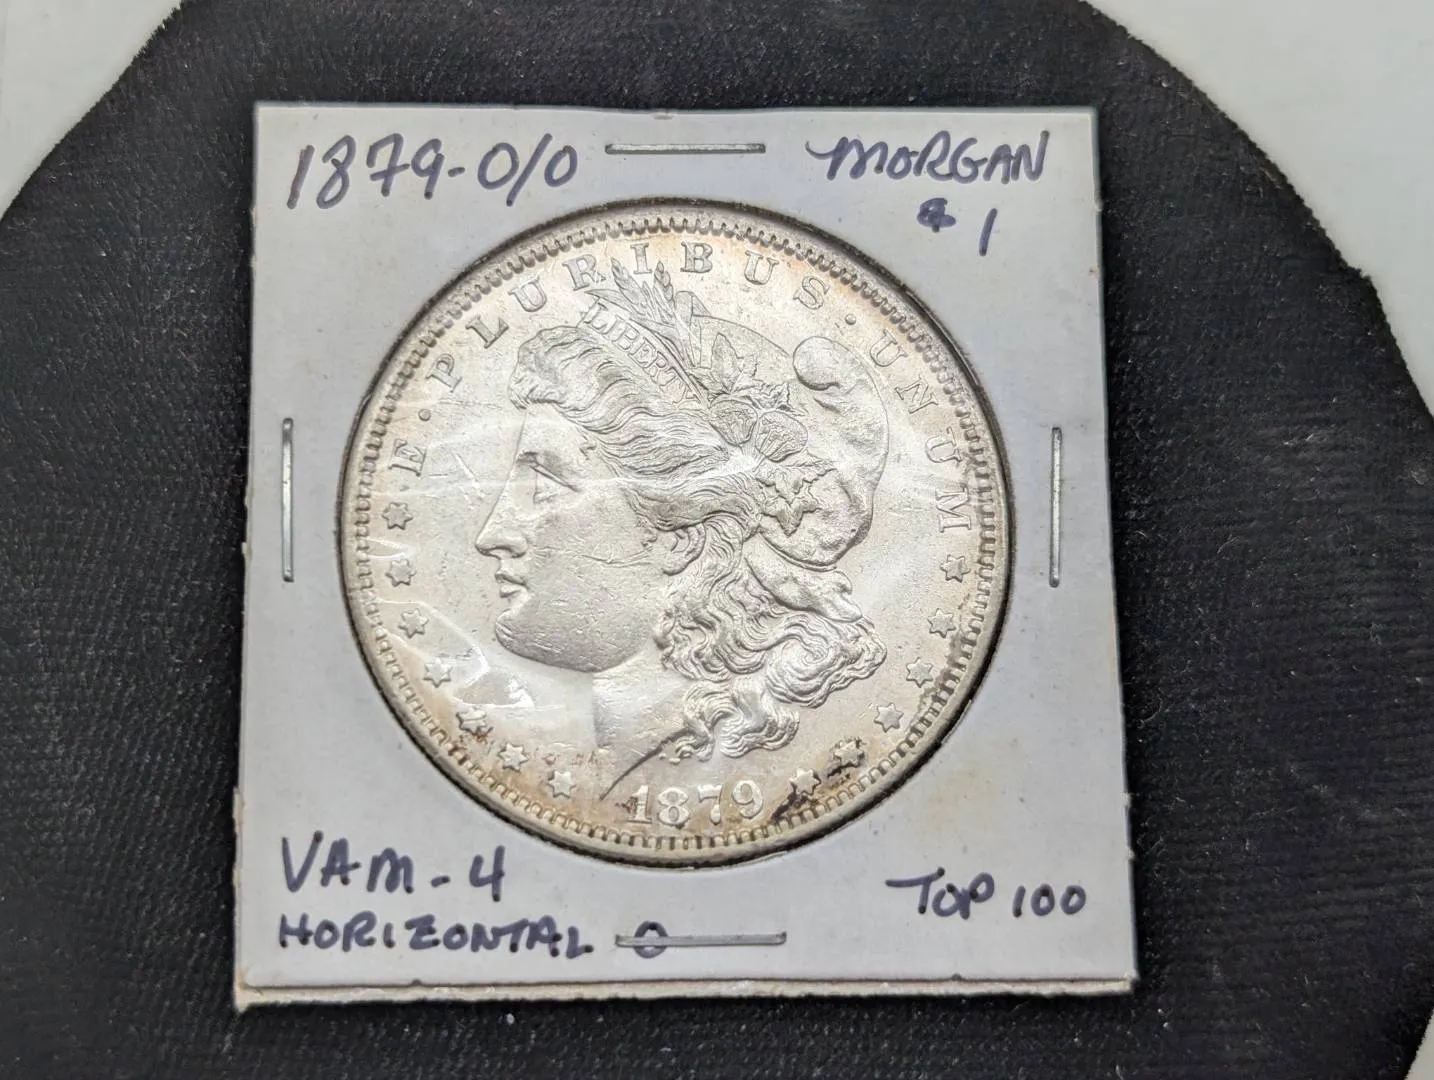 1879-O/O
MORGAN
$1
E · PLURIBUS · UNUM
LIBERTY
1879
VAM-4
HORIZONTAL O
TOP 100